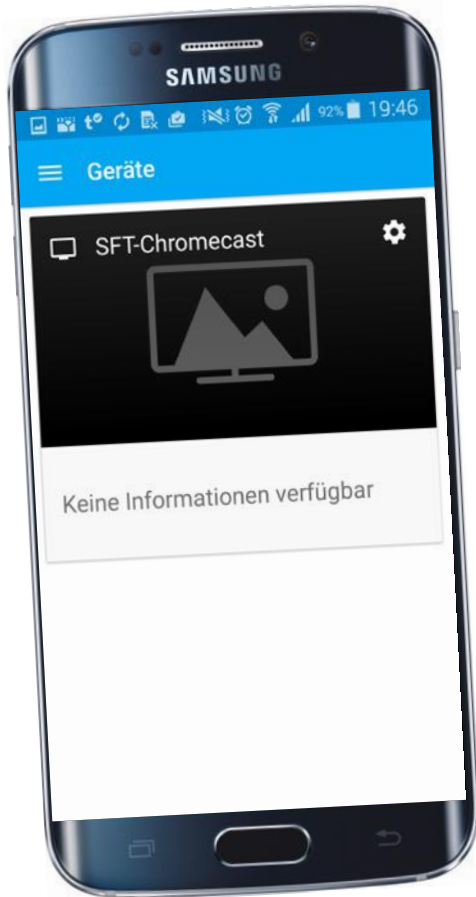 SAMSUNG
92% 19:46
Geräte
SFT-Chromecast
Keine Informationen verfügbar